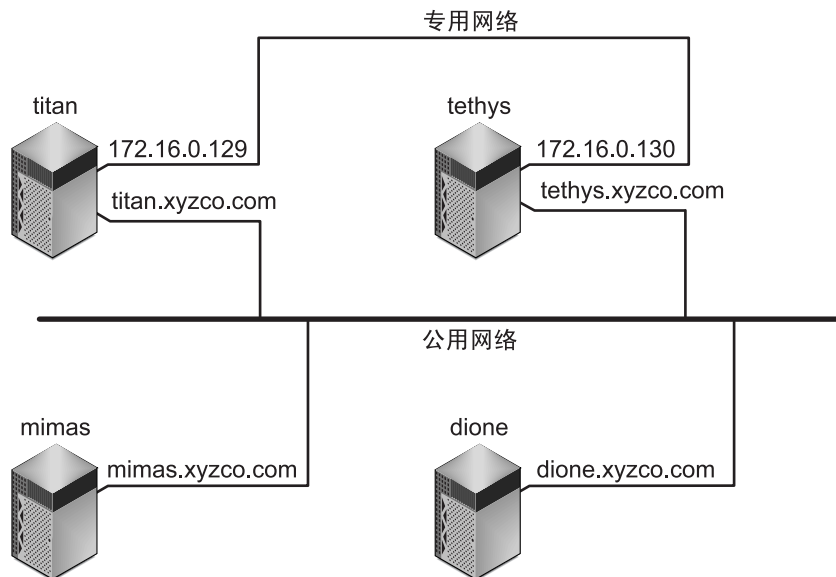 专用网络
titan
tethys
172.16.0.129
172.16.0.130
titan.xyzco.com
tethys.xyzco.com
公用网络
mimas
dione
mimas.xyzco.com
dione.xyzco.com